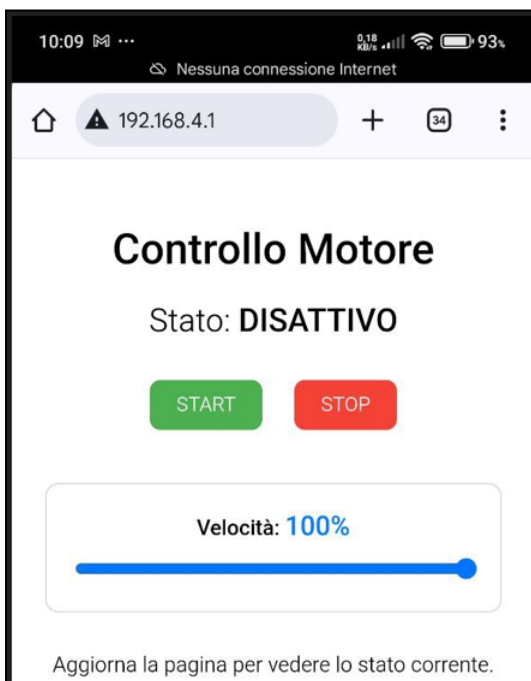 10:09 ... 0,18 KB/s 93%
Nessuna connessione Internet
192.168.4.1 + 34
Controllo Motore
Stato: DISATTIVO
START STOP
Velocità: 100%
Aggiorna la pagina per vedere lo stato corrente.